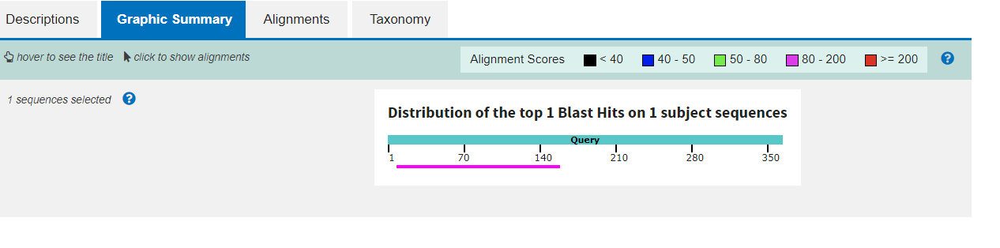 Descriptions Graphic Summary Alignments Taxonomy
hover to see the title click to show alignments Alignment Scores < 40 40 - 50 50 - 80 80 - 200 >= 200 ?
1 sequences selected ?
Distribution of the top 1 Blast Hits on 1 subject sequences
Query
1 70 140 210 280 350